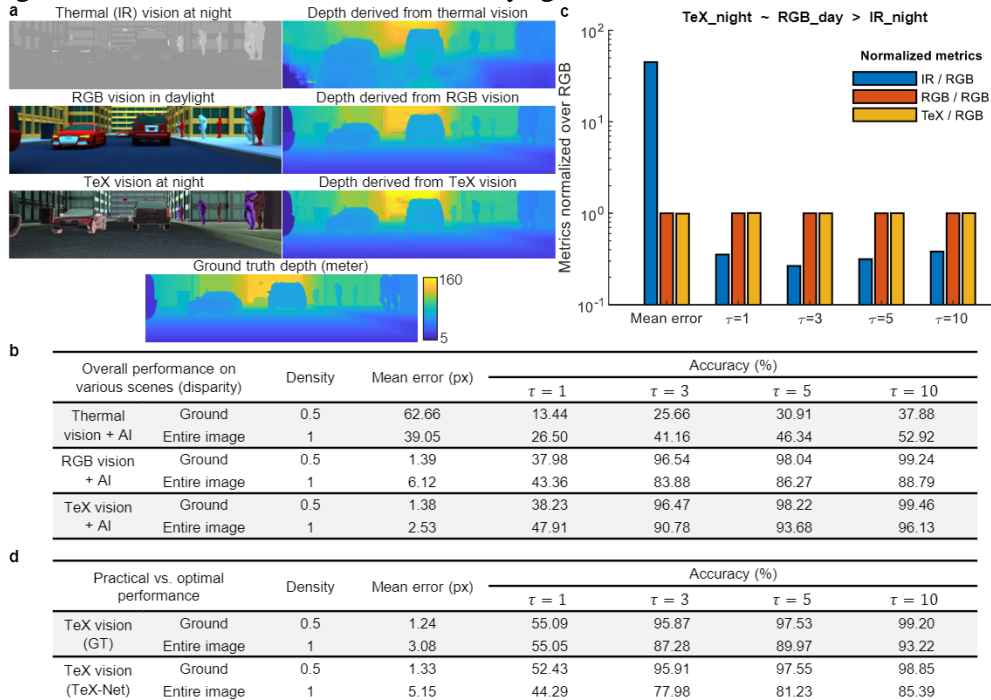 a
Thermal (IR) vision at night
Depth derived from thermal vision
RGB vision in daylight
Depth derived from RGB vision
TeX vision at night
Depth derived from TeX vision
Ground truth depth (meter)
160
5
c
TeX_night ~ RGB_day > IR_night
Metrics normalized over RGB
10²
10¹
10⁰
10⁻¹
Normalized metrics
IR / RGB
RGB / RGB
TeX / RGB
Mean error τ=1 τ=3 τ=5 τ=10
b
Overall performance on various scenes (disparity) Density Mean error (px) Accuracy (%)
τ = 1 τ = 3 τ = 5 τ = 10
Thermal vision + AI Ground 0.5 62.66 13.44 25.66 30.91 37.88
Entire image 1 39.05 26.50 41.16 46.34 52.92
RGB vision + AI Ground 0.5 1.39 37.98 96.54 98.04 99.24
Entire image 1 6.12 43.36 83.88 86.27 88.79
TeX vision + AI Ground 0.5 1.38 38.23 96.47 98.22 99.46
Entire image 1 2.53 47.91 90.78 93.68 96.13
d
Practical vs. optimal performance Density Mean error (px) Accuracy (%)
τ = 1 τ = 3 τ = 5 τ = 10
TeX vision (GT) Ground 0.5 1.24 55.09 95.87 97.53 99.20
Entire image 1 3.08 55.05 87.28 89.97 93.22
TeX vision (TeX-Net) Ground 0.5 1.33 52.43 95.91 97.55 98.85
Entire image 1 5.15 44.29 77.98 81.23 85.39